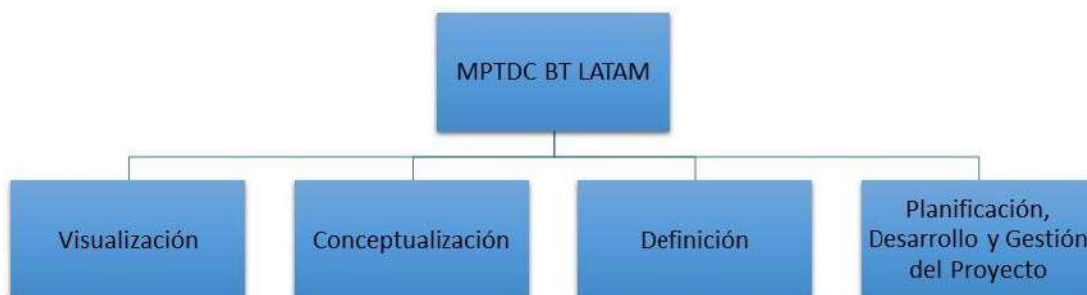 MPTDC BT LATAM
Visualización
Conceptualización
Definición
Planificación,
Desarrollo y Gestión
del Proyecto